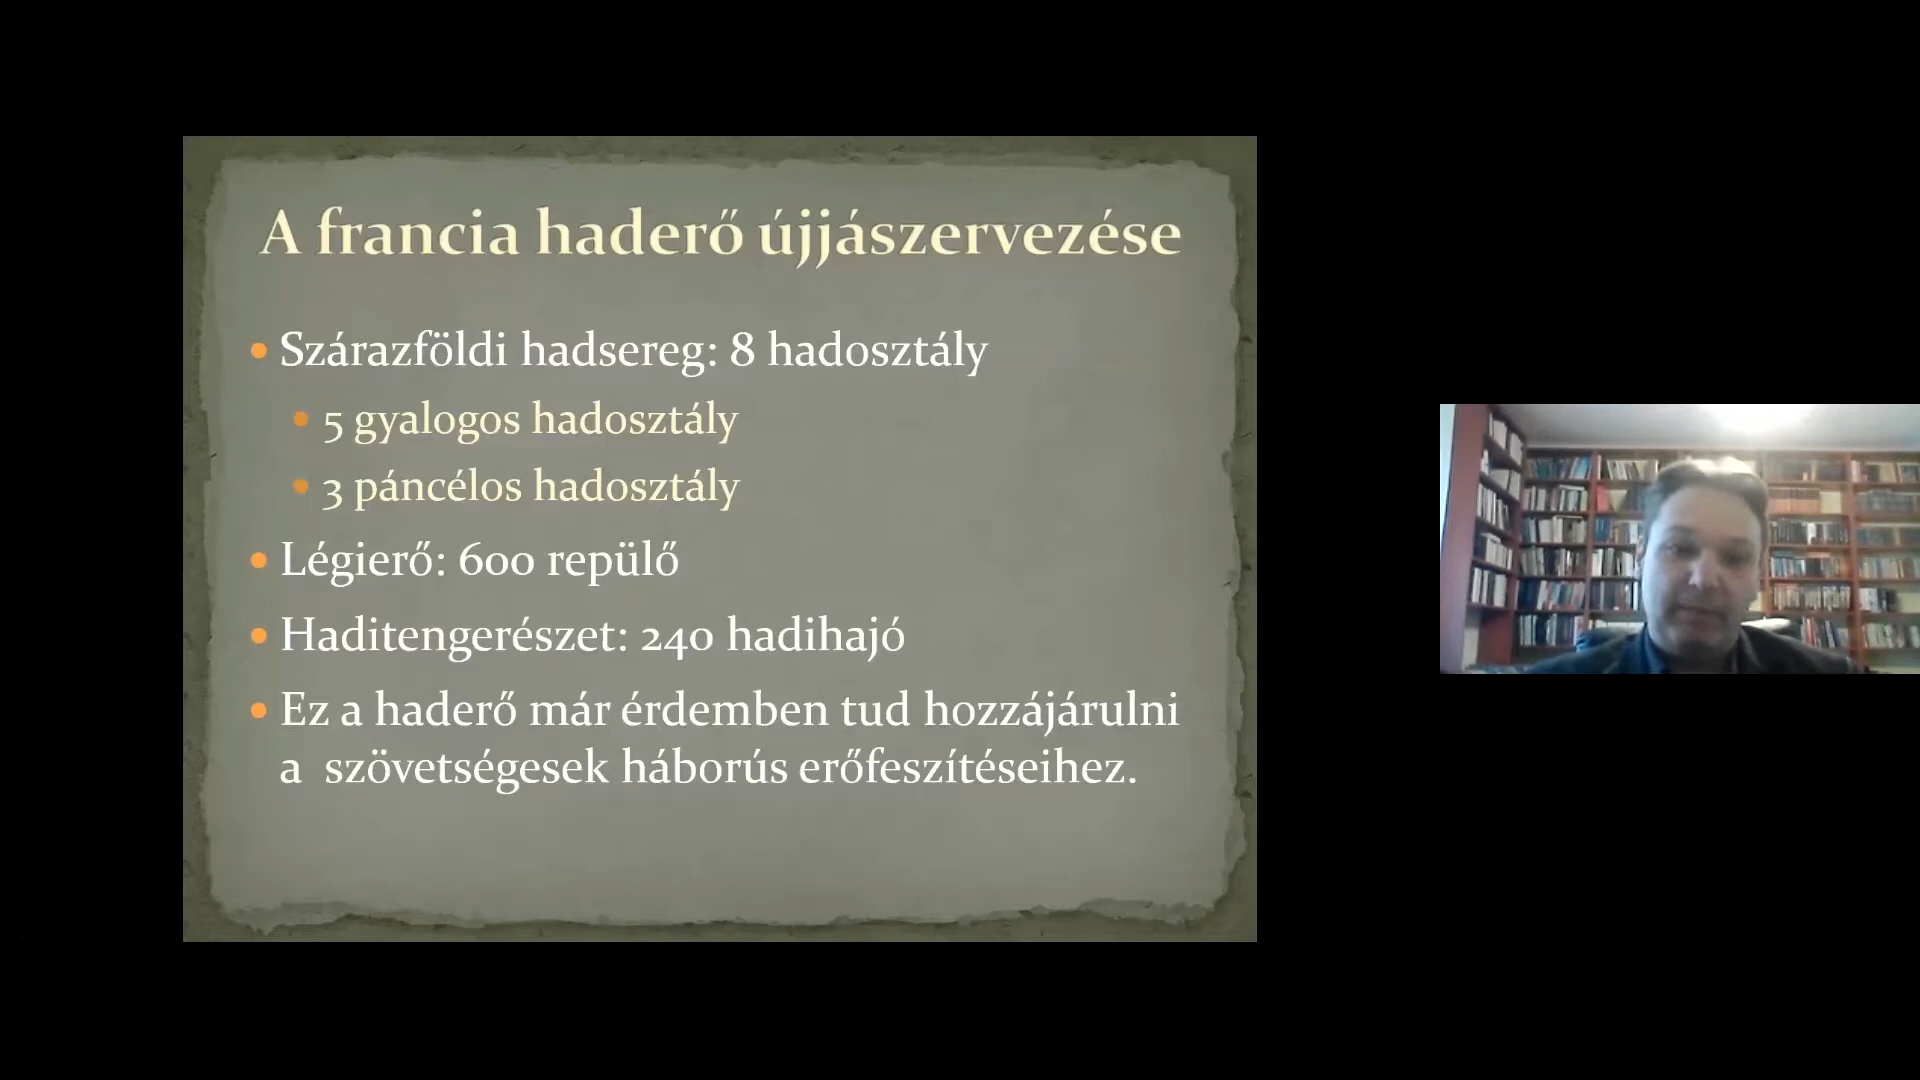 A francia haderő újjászervezése
• Szárazföldi hadsereg: 8 hadosztály
• 5 gyalogos hadosztály
• 3 páncélos hadosztály
• Légierő: 600 repülő
• Haditengerészet: 240 hadihajó
• Ez a haderő már érdemben tud hozzájárulni
a szövetségesek háborús erőfeszítéseihez.